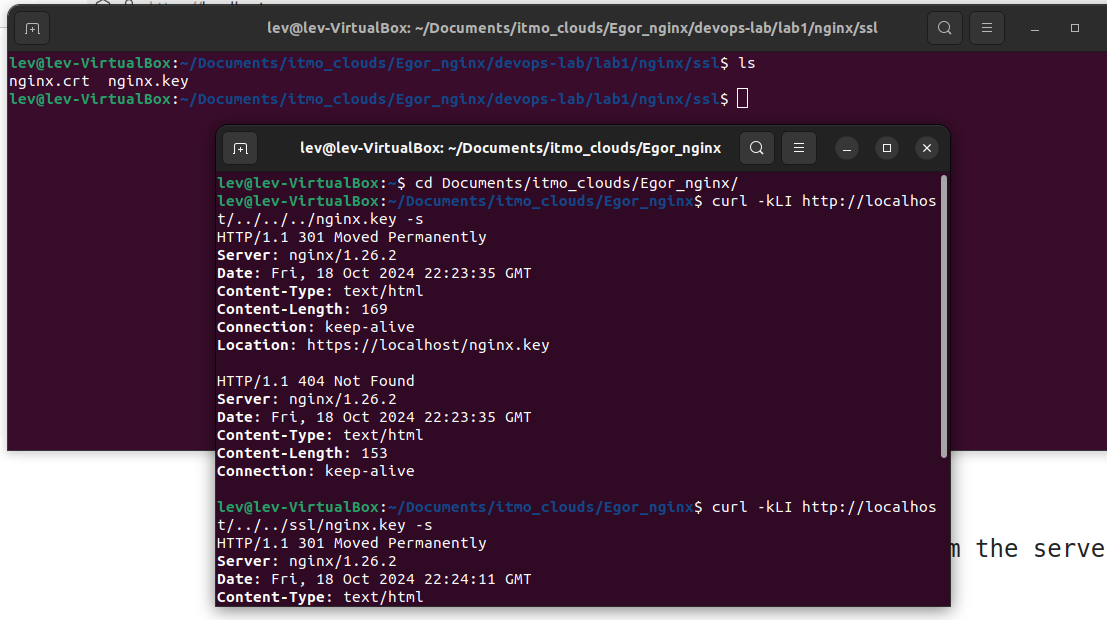 lev@lev-VirtualBox: ~/Documents/itmo_clouds/Egor_nginx/devops-lab/lab1/nginx/ssl
lev@lev-VirtualBox:~/Documents/itmo_clouds/Egor_nginx/devops-lab/lab1/nginx/ssl$ ls
nginx.crt  nginx.key
lev@lev-VirtualBox:~/Documents/itmo_clouds/Egor_nginx/devops-lab/lab1/nginx/ssl$
lev@lev-VirtualBox: ~/Documents/itmo_clouds/Egor_nginx
lev@lev-VirtualBox:~$ cd Documents/itmo_clouds/Egor_nginx/
lev@lev-VirtualBox:~/Documents/itmo_clouds/Egor_nginx$ curl -kLI http://localhos
t/../../../nginx.key -s
HTTP/1.1 301 Moved Permanently
Server: nginx/1.26.2
Date: Fri, 18 Oct 2024 22:23:35 GMT
Content-Type: text/html
Content-Length: 169
Connection: keep-alive
Location: https://localhost/nginx.key
HTTP/1.1 404 Not Found
Server: nginx/1.26.2
Date: Fri, 18 Oct 2024 22:23:35 GMT
Content-Type: text/html
Content-Length: 153
Connection: keep-alive
lev@lev-VirtualBox:~/Documents/itmo_clouds/Egor_nginx$ curl -kLI http://localhos
t/../../ssl/nginx.key -s
HTTP/1.1 301 Moved Permanently
Server: nginx/1.26.2
Date: Fri, 18 Oct 2024 22:24:11 GMT
Content-Type: text/html
the serve